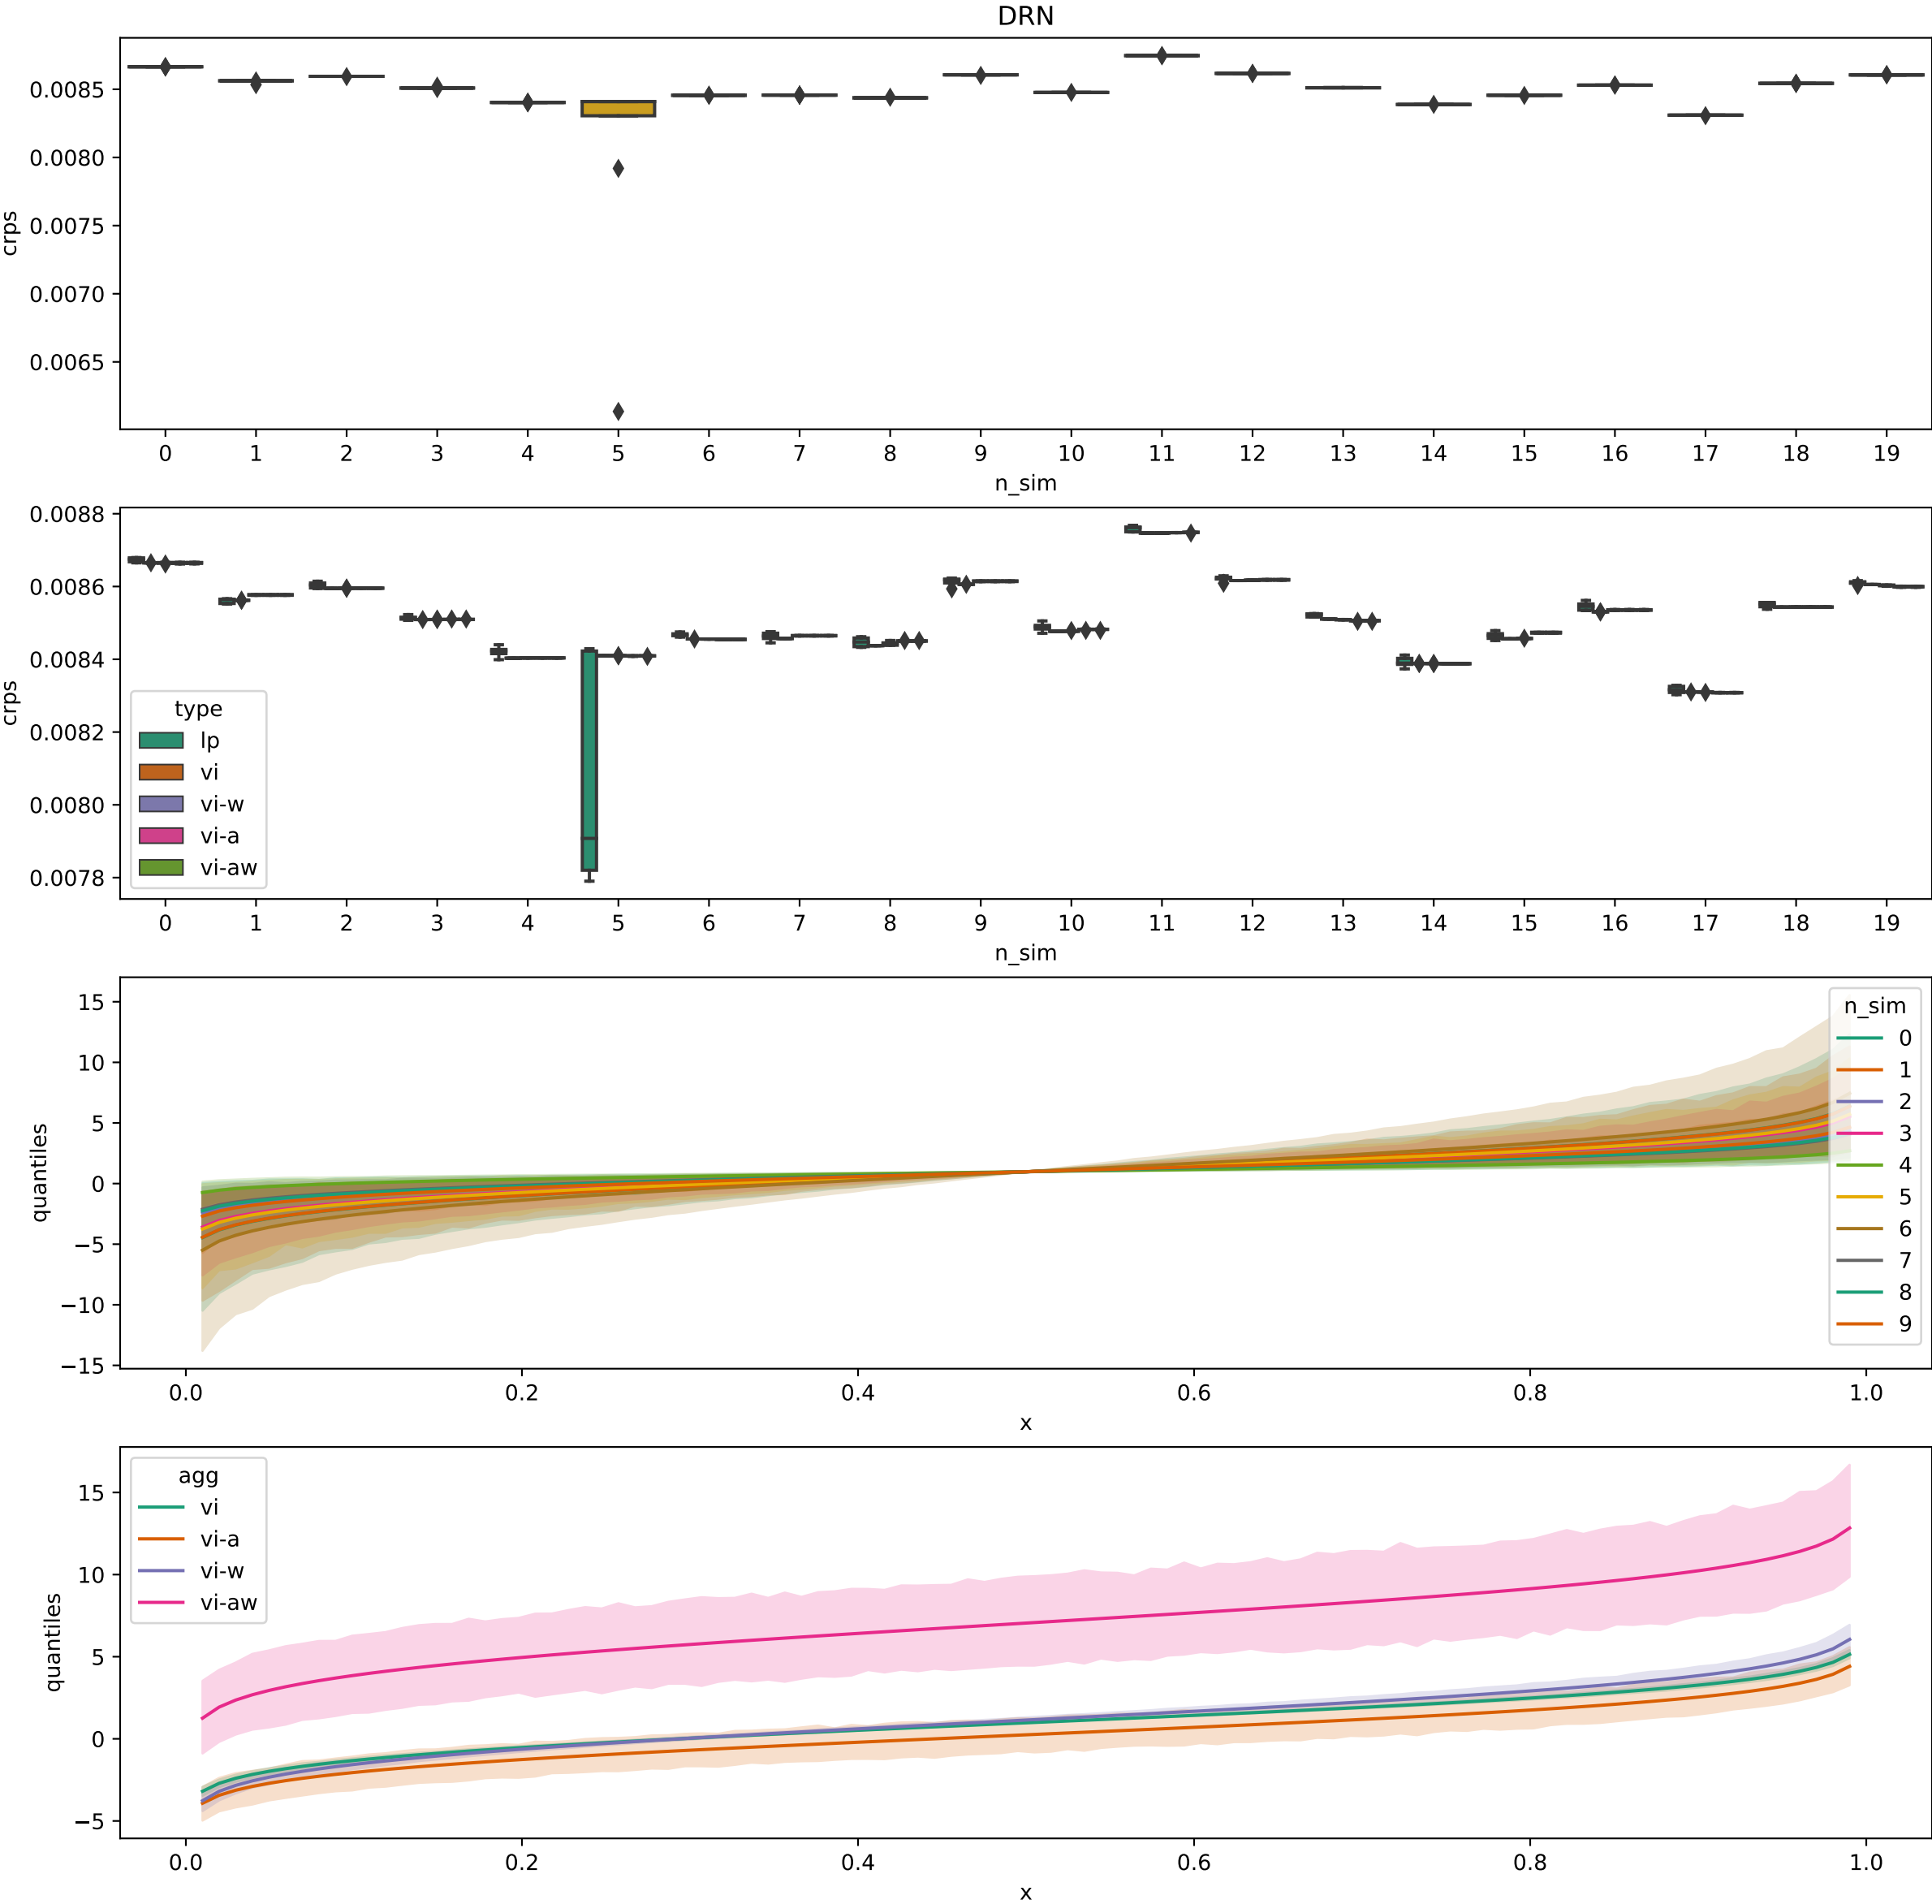 DRN
0.0085
0.0080
0.0075
0.0070
0.0065
crps
0 1 2 3 4 5 6 7 8 9 10 11 12 13 14 15 16 17 18 19
n_sim
0.0088
0.0086
0.0084
0.0082
0.0080
0.0078
crps
type
lp
vi
vi-w
vi-a
vi-aw
0 1 2 3 4 5 6 7 8 9 10 11 12 13 14 15 16 17 18 19
n_sim
15
10
5
0
−5
−10
−15
quantiles
n_sim
0
1
2
3
4
5
6
7
8
9
0.0 0.2 0.4 0.6 0.8 1.0
x
15
10
5
0
−5
quantiles
agg
vi
vi-a
vi-w
vi-aw
0.0 0.2 0.4 0.6 0.8 1.0
x